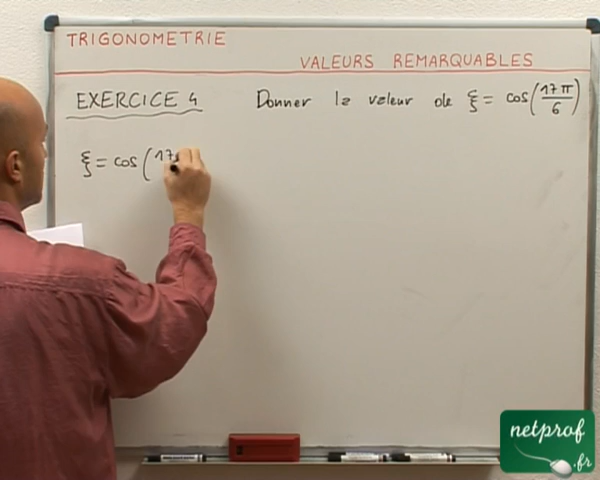 TRIGONOMETRIE
VALEURS REMARQUABLES
EXERCICE 4 Donner la valeur de ξ = cos(17π/6)
ξ = cos(17
netprof
.fr